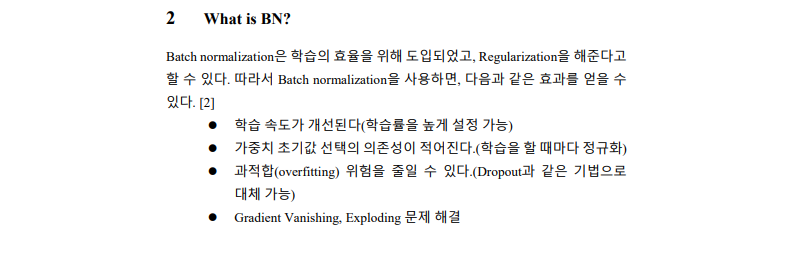 2 What is BN?
Batch normalization은 학습의 효율을 위해 도입되었고, Regularization을 해준다고
할 수 있다. 따라서 Batch normalization을 사용하면, 다음과 같은 효과를 얻을 수
있다. [2]
● 학습 속도가 개선된다(학습률을 높게 설정 가능)
● 가중치 초기값 선택의 의존성이 적어진다.(학습을 할 때마다 정규화)
● 과적합(overfitting) 위험을 줄일 수 있다.(Dropout과 같은 기법으로
대체 가능)
● Gradient Vanishing, Exploding 문제 해결